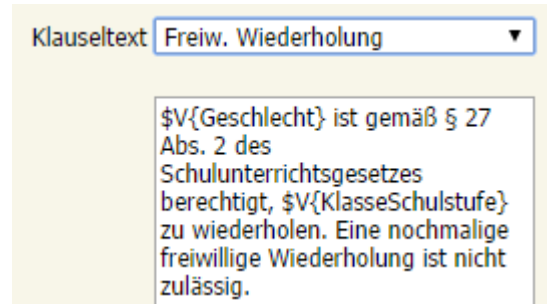 Klauseltext Freiw. Wiederholung
$V{Geschlecht} ist gemäß § 27
Abs. 2 des
Schulunterrichtsgesetzes
berechtigt, $V{KlasseSchulstufe}
zu wiederholen. Eine nochmalige
freiwillige Wiederholung ist nicht
zulässig.